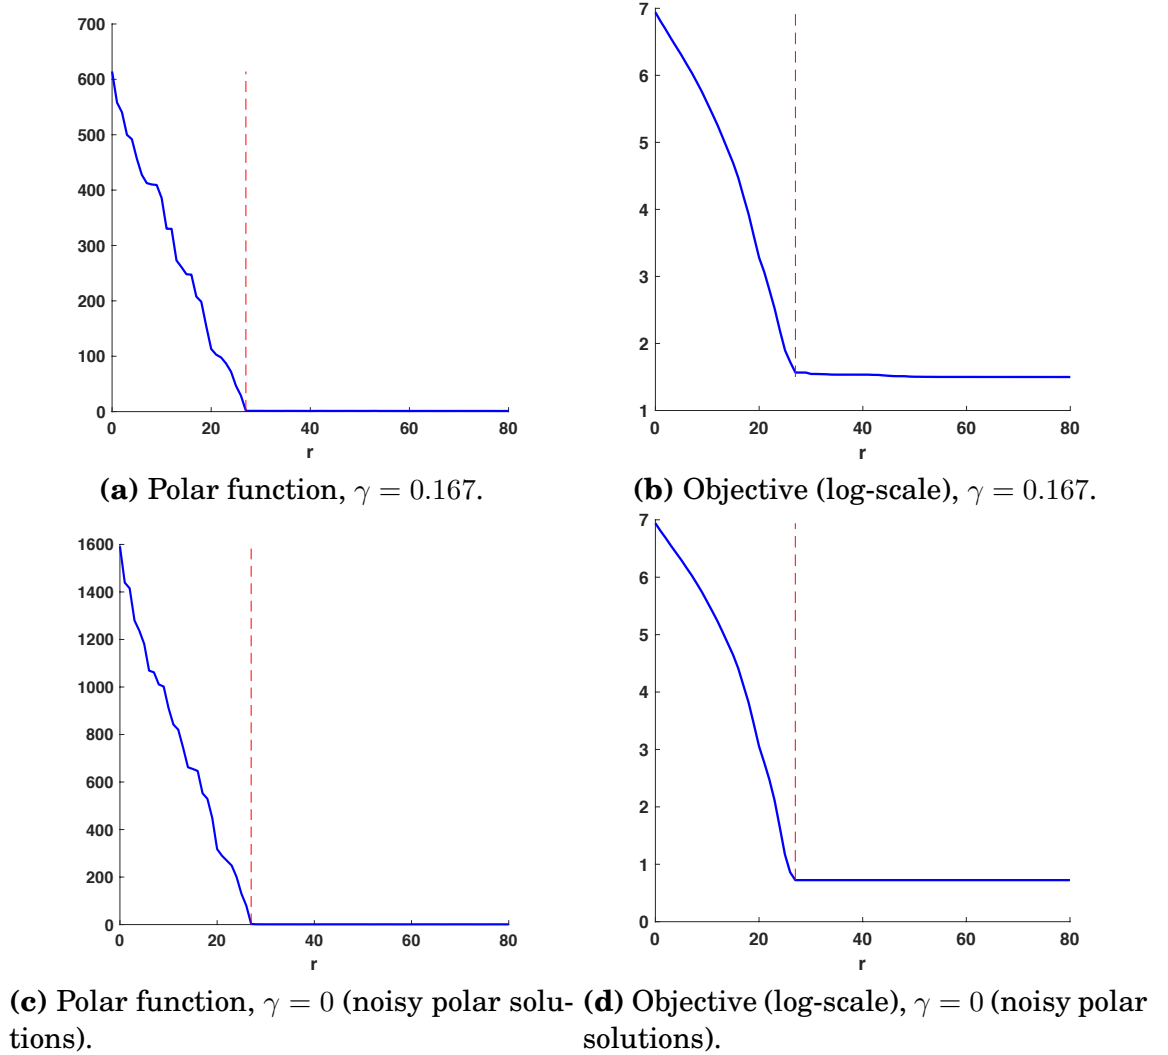 700
600
500
400
300
200
100
0
0 20 40 60 80
r
7
6
5
4
3
2
1
0 20 40 60 80
r
(a) Polar function, γ = 0.167.
(b) Objective (log-scale), γ = 0.167.
1600
1400
1200
1000
800
600
400
200
0
0 20 40 60 80
r
7
6
5
4
3
2
1
0
0 20 40 60 80
r
(c) Polar function, γ = 0 (noisy polar solu-
tions).
(d) Objective (log-scale), γ = 0 (noisy polar
solutions).